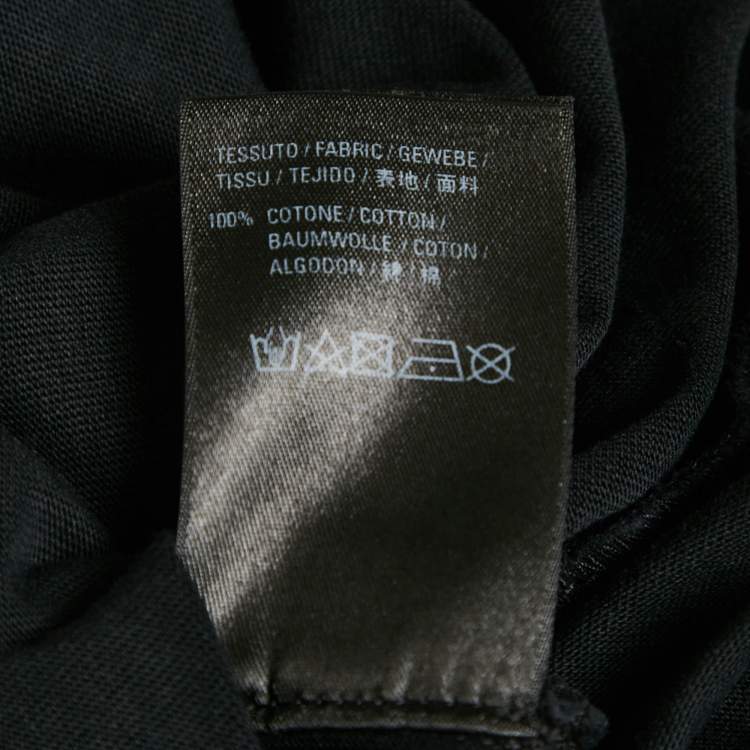 TESSUTO / FABRIC / GEWEBE /
TISSU / TEJIDO / 表地 / 面料
100% COTONE / COTTON /
BAUMWOLLE / COTON /
ALGODON / 綿 / 棉